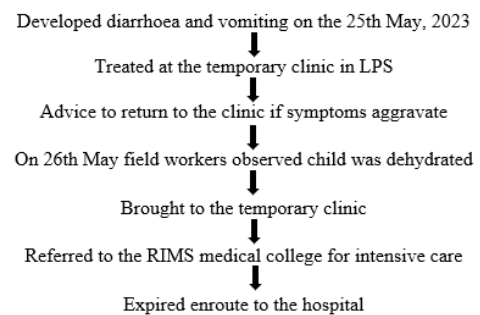 Developed diarrhoea and vomiting on the 25th May, 2023
Treated at the temporary clinic in LPS
Advice to return to the clinic if symptoms aggravate
On 26th May field workers observed child was dehydrated
Brought to the temporary clinic
Referred to the RIMS medical college for intensive care
Expired enroute to the hospital